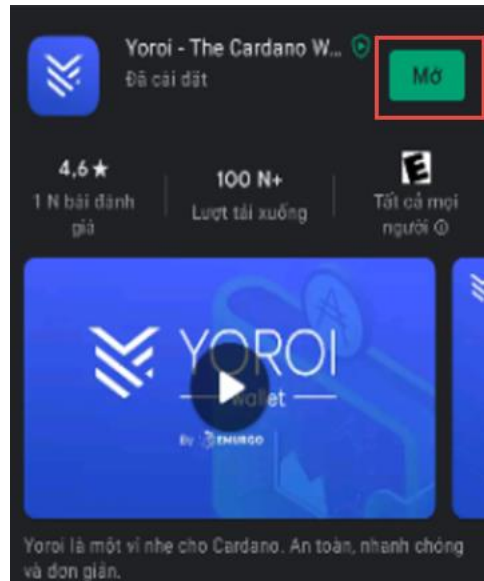 Yoroi - The Cardano W...
Đã cài đặt
Mở
4,6★
1 N bài đánh
giá
100 N+
Lượt tải xuống
E
Tất cả mọi
người ⓘ
YOROI
wallet
By EMURGO
Yoroi là một ví nhẹ cho Cardano. An toàn, nhanh chóng
và đơn giản.